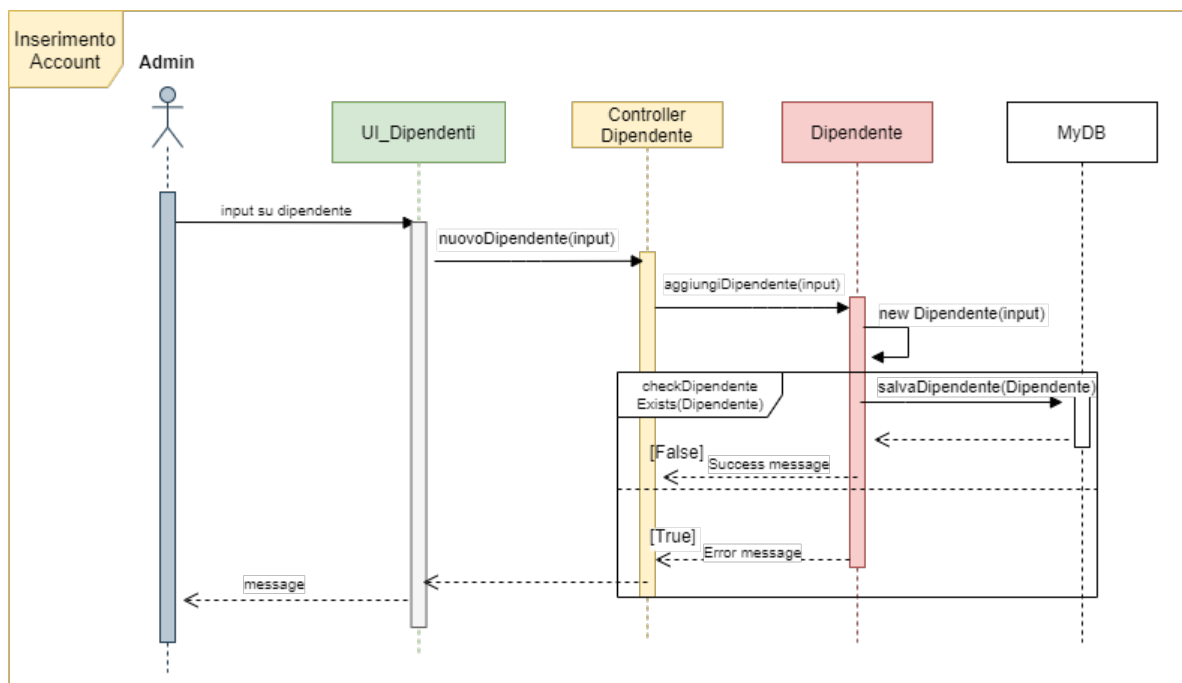 Inserimento
Account
Admin
UI_Dipendenti
Controller
Dipendente
Dipendente
MyDB
input su dipendente
nuovoDipendente(input)
aggiungiDipendente(input)
new Dipendente(input)
checkDipendente
Exists(Dipendente)
salvaDipendente(Dipendente)
[False]
Success message
[True]
Error message
message